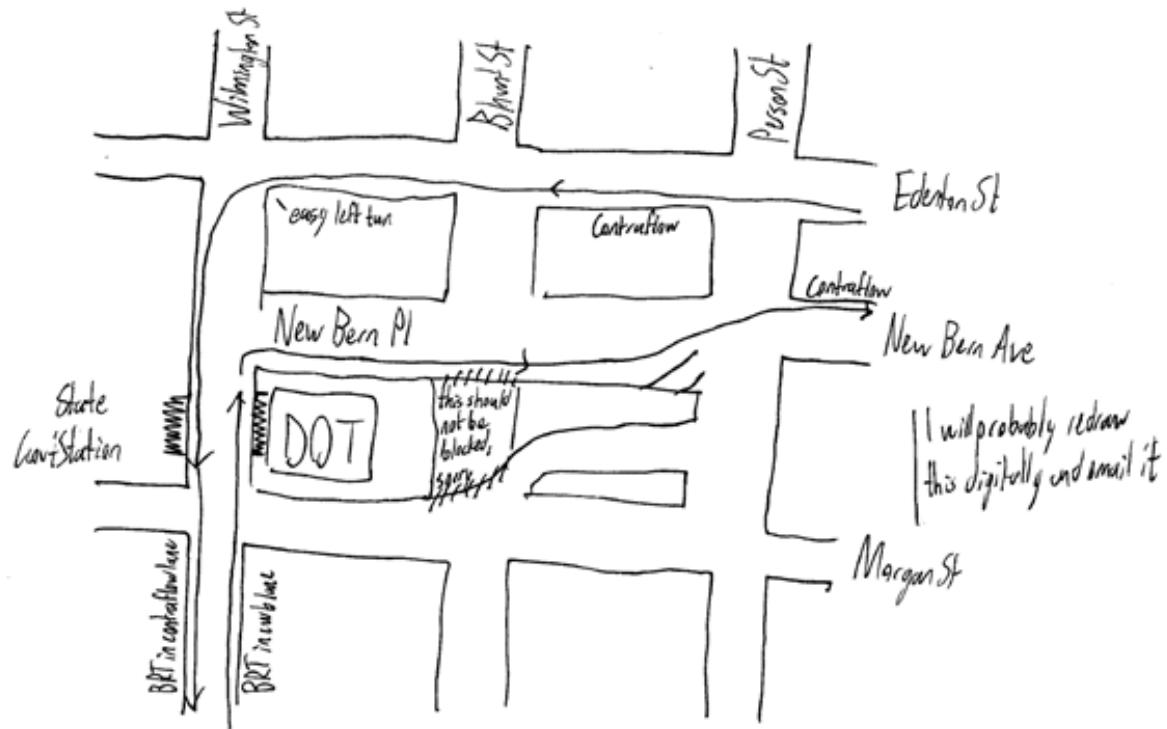 Wilmington St
Blount St
Person St
Edenton St
easy left turn
Contraflow
Contraflow
New Bern Pl
New Bern Ave
State
Gov't Station
DOT
this should
not be
blocked,
sorry
I will probably redraw
this digitally and email it
Morgan St
BRT in contraflow lane
BRT in curb lane